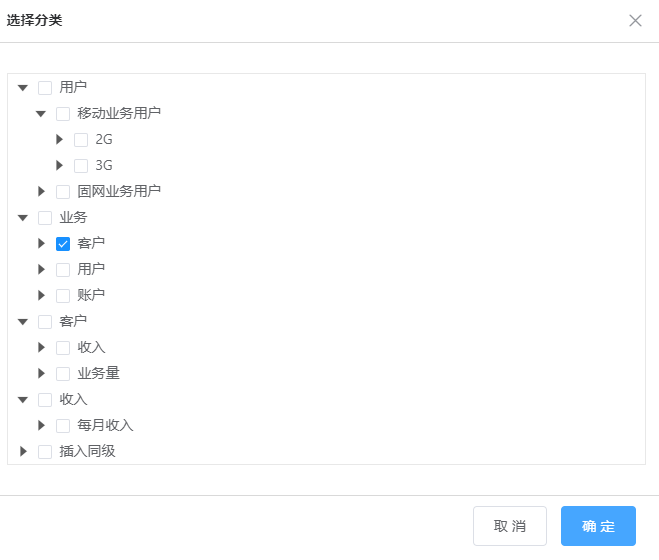 选择分类
用户
移动业务用户
2G
3G
固网业务用户
业务
客户
用户
账户
客户
收入
业务量
收入
每月收入
插入同级
取 消 确 定